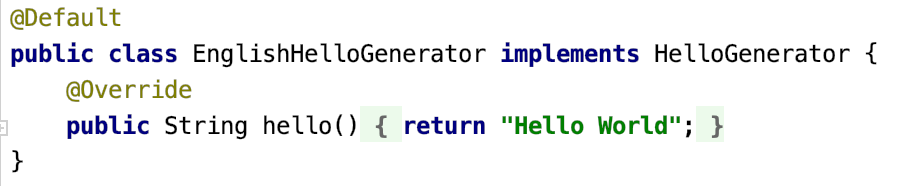 @Default
public class EnglishHelloGenerator implements HelloGenerator {
    @Override
    public String hello() { return "Hello World"; }
}